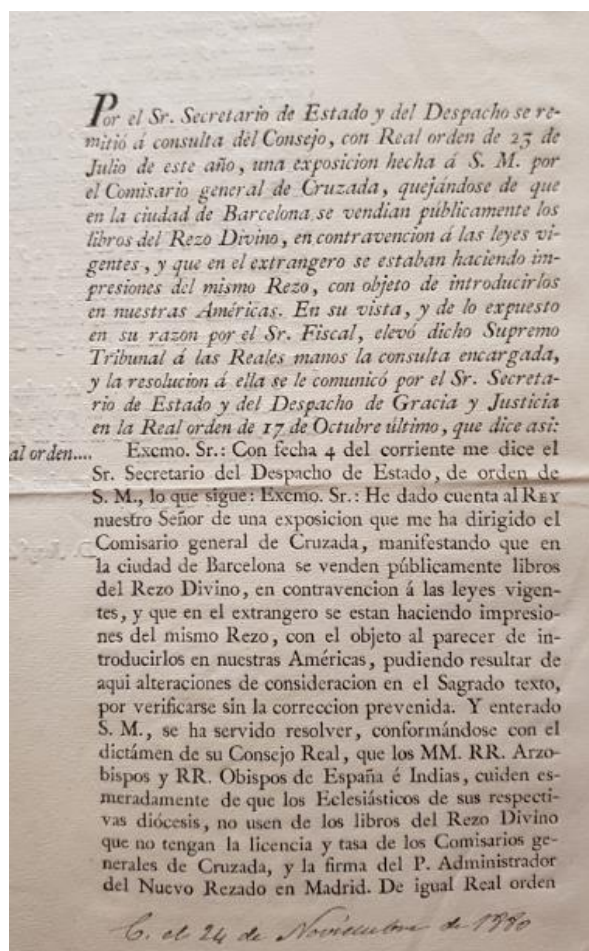 Por el Sr. Secretario de Estado y del Despacho se re-
mitió á consulta del Consejo, con Real orden de 23 de
Julio de este año, una exposicion hecha á S. M. por
el Comisario general de Cruzada, quejándose de que
en la ciudad de Barcelona se vendian públicamente los
libros del Rezo Divino, en contravencion á las leyes vi-
gentes, y que en el extrangero se estaban haciendo im-
presiones del mismo Rezo, con objeto de introducirlos
en nuestras Américas. En su vista, y de lo expuesto
en su razon por el Sr. Fiscal, elevó dicho Supremo
Tribunal á las Reales manos la consulta encargada,
y la resolucion á ella se le comunicó por el Sr. Secreta-
rio de Estado y del Despacho de Gracia y Justicia
en la Real orden de 17 de Octubre último, que dice asi:
al orden.... Excmo. Sr.: Con fecha 4 del corriente me dice el
Sr. Secretario del Despacho de Estado, de orden de
S. M., lo que sigue: Excmo. Sr.: He dado cuenta al REY
nuestro Señor de una exposicion que me ha dirigido el
Comisario general de Cruzada, manifestando que en
la ciudad de Barcelona se venden públicamente libros
del Rezo Divino, en contravencion á las leyes vigen-
tes, y que en el extrangero se estan haciendo impresio-
nes del mismo Rezo, con el objeto al parecer de in-
troducirlos en nuestras Américas, pudiendo resultar de
aqui alteraciones de consideracion en el Sagrado texto,
por verificarse sin la correccion prevenida. Y enterado
S. M., se ha servido resolver, conformándose con el
dictámen de su Consejo Real, que los MM. RR. Arzo-
bispos y RR. Obispos de España é Indias, cuiden es-
meradamente de que los Eclesiásticos de sus respecti-
vas diócesis, no usen de los libros del Rezo Divino
que no tengan la licencia y tasa de los Comisarios ge-
nerales de Cruzada, y la firma del P. Administrador
del Nuevo Rezado en Madrid. De igual Real orden
C. el 24 de Noviembre de